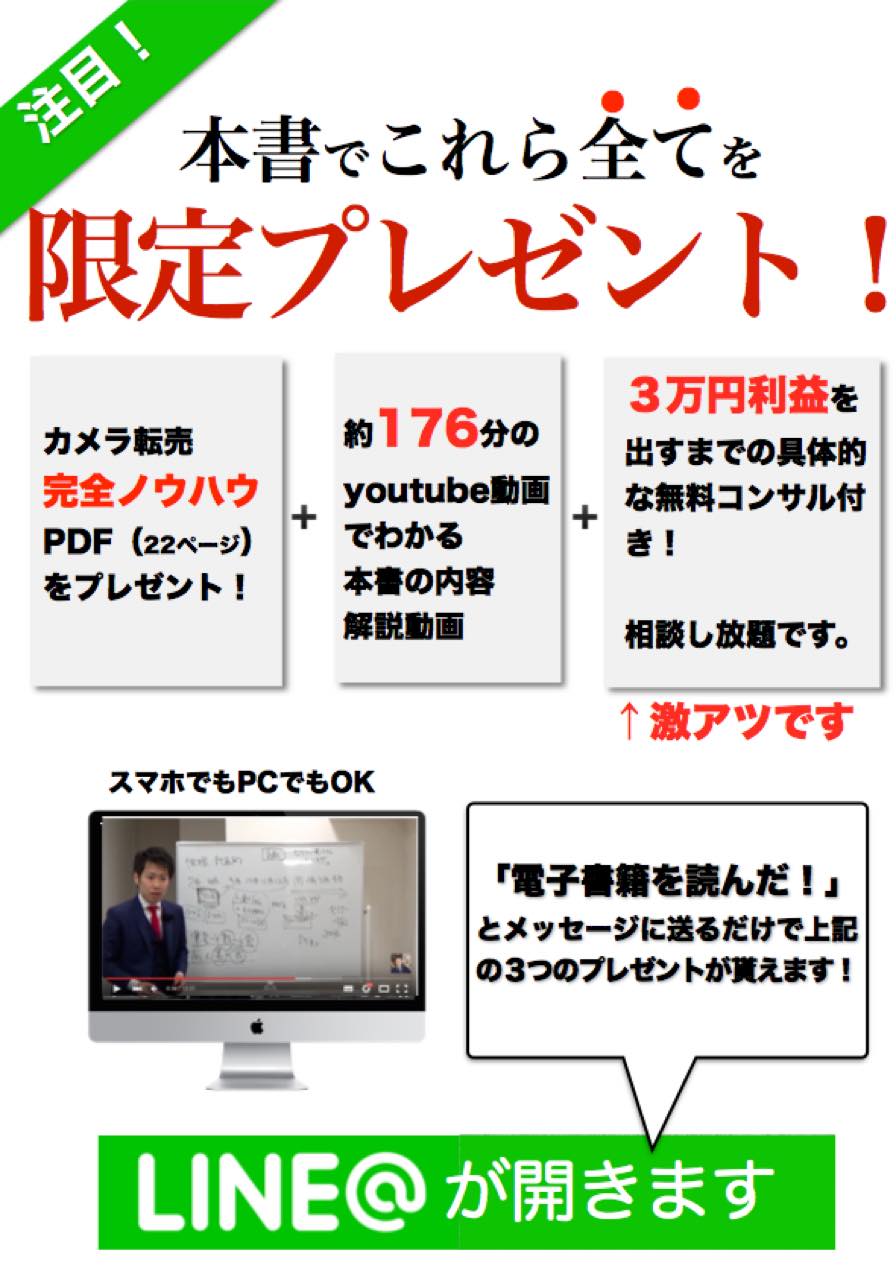 注目！
本書でこれら全てを
限定プレゼント！
カメラ転売
完全ノウハウ
PDF（22ページ）
をプレゼント！
+
約176分の
youtube動画
でわかる
本書の内容
解説動画
+
３万円利益を
出すまでの具体的
な無料コンサル付
き！
相談し放題です。
↑激アツです
スマホでもPCでもOK
「電子書籍を読んだ！」
とメッセージに送るだけで上記
の３つのプレゼントが貰えます！
LINE@が開きます